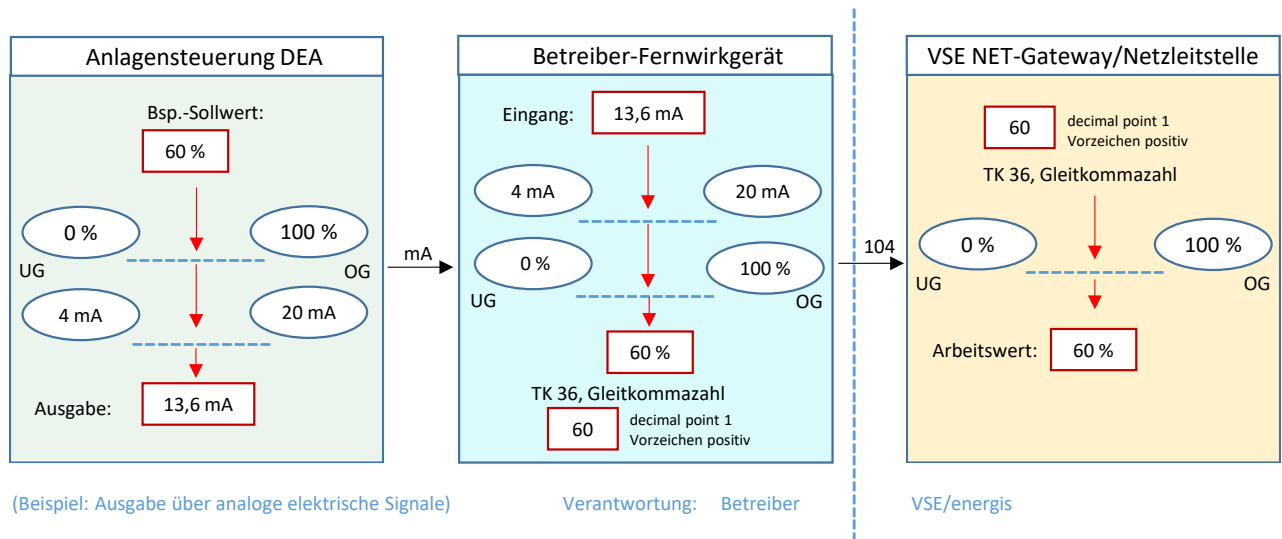 Anlagensteuerung DEA
Bsp.-Sollwert:
60 %
0 %
100 %
UG
OG
4 mA
20 mA
Ausgabe:
13,6 mA
mA
Betreiber-Fernwirkgerät
Eingang:
13,6 mA
4 mA
20 mA
0 %
100 %
UG
OG
60 %
TK 36, Gleitkommazahl
60
decimal point 1
Vorzeichen positiv
104
VSE NET-Gateway/Netzleitstelle
60
decimal point 1
Vorzeichen positiv
TK 36, Gleitkommazahl
0 %
100 %
UG
OG
Arbeitswert:
60 %
(Beispiel: Ausgabe über analoge elektrische Signale)
Verantwortung: Betreiber
VSE/energis